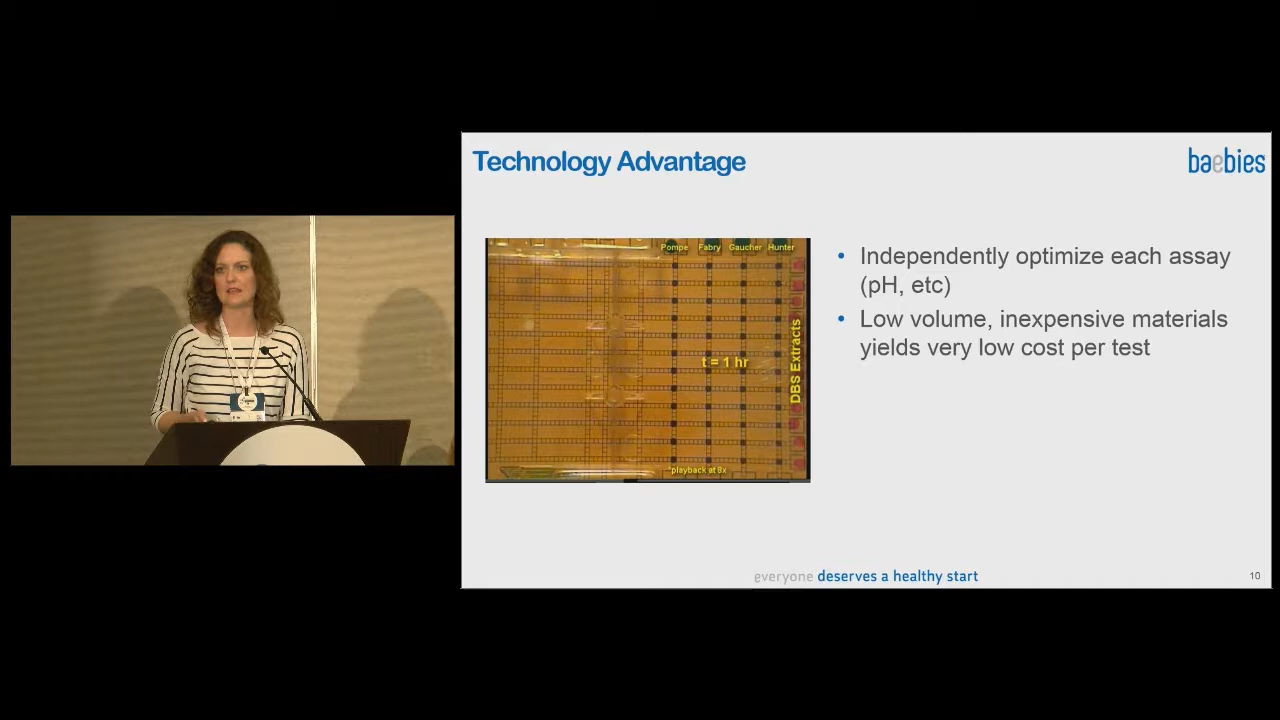 Technology Advantage
baebies
Pompe Fabry Gaucher Hunter
t = 1 hr
DBS Extracts
*playback at 8x
• Independently optimize each assay
(pH, etc)
• Low volume, inexpensive materials
yields very low cost per test
everyone deserves a healthy start
10